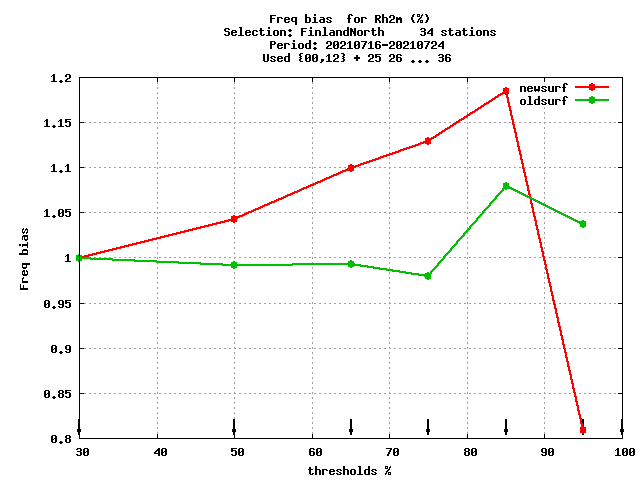 Freq bias  for Rh2m (%)
Selection: FinlandNorth     34 stations
Period: 20210716-20210724
Used {00,12} + 25 26 ... 36
newsurf
oldsurf
1.2
1.15
1.1
1.05
1
0.95
0.9
0.85
0.8
Freq bias
30 40 50 60 70 80 90 100
thresholds %